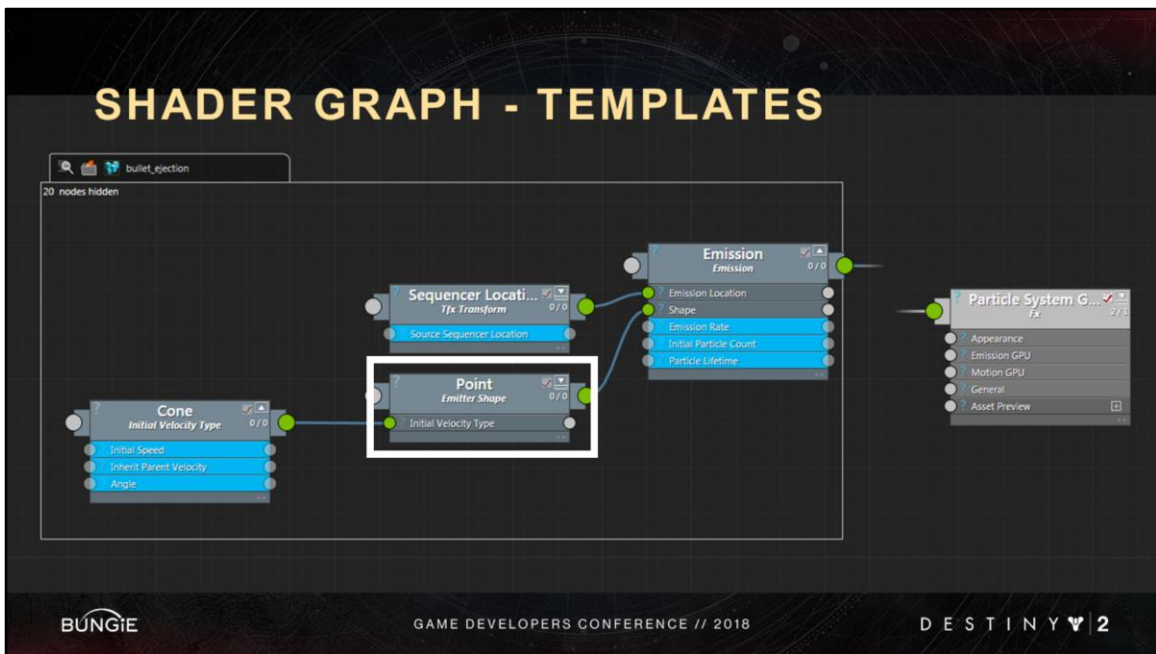 SHADER GRAPH - TEMPLATES
bullet_ejection
20 nodes hidden
Emission
Emission
0/0
Emission Location
Shape
Emission Rate
Initial Particle Count
Particle Lifetime
Sequencer Locati...
Tfx Transform
0/0
Source Sequencer Location
Particle System G...
Fx
2/1
Appearance
Emission GPU
Motion GPU
General
Asset Preview
Point
Emitter Shape
0/0
Initial Velocity Type
Cone
Initial Velocity Type
0/0
Initial Speed
Inherit Parent Velocity
Angle
BUNGiE
GAME DEVELOPERS CONFERENCE // 2018
DESTINY 2